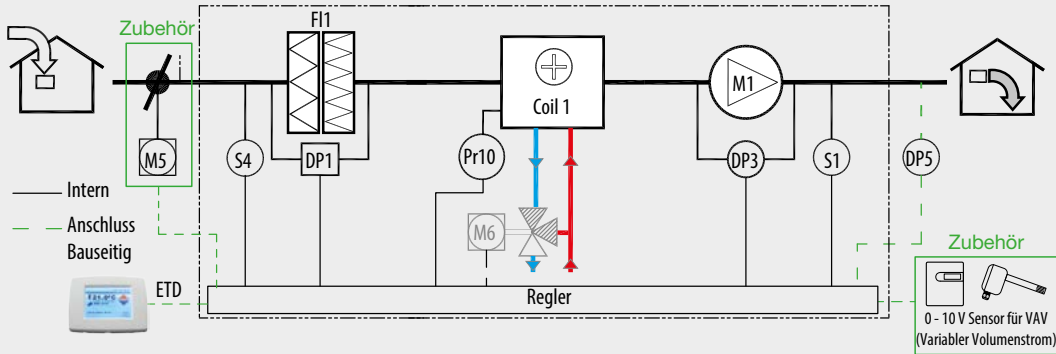 Zubehör
FI1
M1
Coil 1
M5
S4
DP1
Pr10
DP3
S1
DP5
Intern
M6
Anschluss
Bauseitig
Zubehör
ETD
Regler
0 - 10 V Sensor für VAV
(Variabler Volumenstrom)